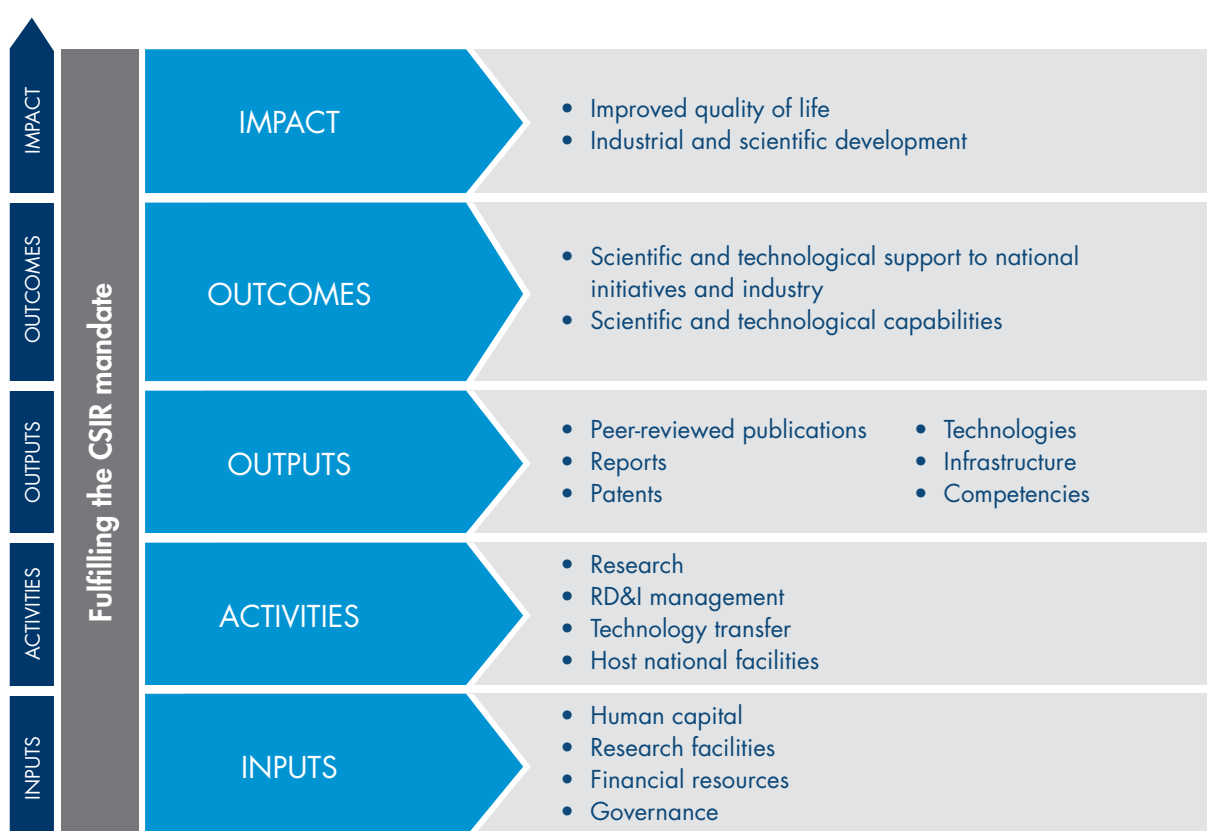 IMPACT
OUTCOMES
OUTPUTS
ACTIVITIES
INPUTS
Fulfilling the CSIR mandate
IMPACT
• Improved quality of life
• Industrial and scientific development
OUTCOMES
• Scientific and technological support to national
initiatives and industry
• Scientific and technological capabilities
OUTPUTS
• Peer-reviewed publications
• Reports
• Patents
• Technologies
• Infrastructure
• Competencies
ACTIVITIES
• Research
• RD&I management
• Technology transfer
• Host national facilities
INPUTS
• Human capital
• Research facilities
• Financial resources
• Governance